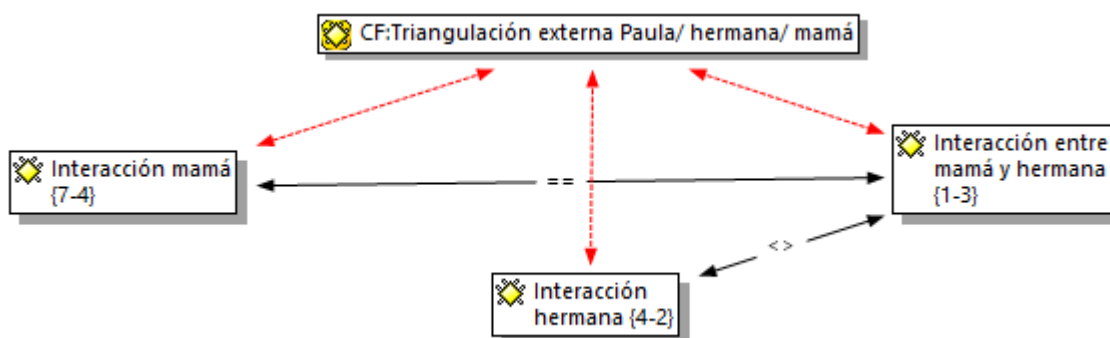 CF:Triangulación externa Paula/ hermana/ mamá
Interacción mamá
{7-4}
==
Interacción entre
mamá y hermana
{1-3}
<>
Interacción
hermana {4-2}